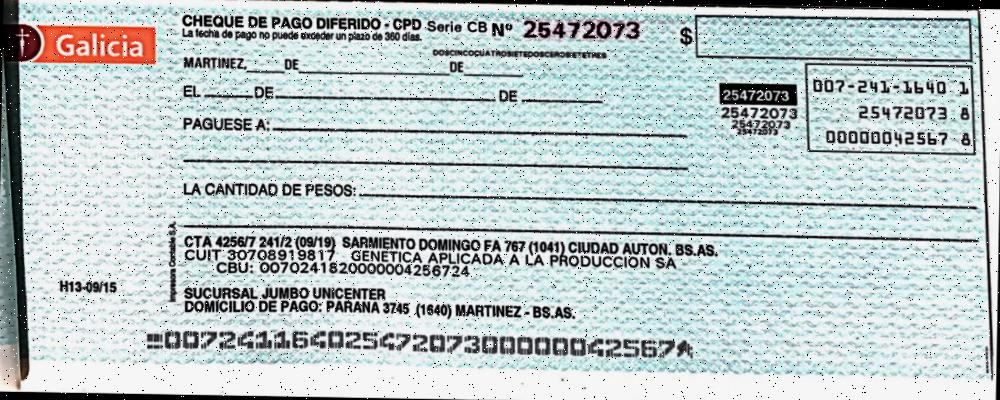 Galicia
CHEQUE DE PAGO DIFERIDO - CPD Serie CB Nº 25472073 $
La fecha de pago no puede exceder un plazo de 360 días.
DOSCINCOCUATROSIETEDOSCEROSIETETRES
MARTINEZ, DE DE
EL DE DE
25472073
25472073
25472073
25472073
007-241-1640 1
25472073 8
00000042567 8
PAGUESE A:
LA CANTIDAD DE PESOS:
CTA 4256/7 241/2 (09/19) SARMIENTO DOMINGO FA 767 (1041) CIUDAD AUTON. BS.AS.
CUIT 30708919817 GENETICA APLICADA A LA PRODUCCION SA
CBU: 0070241820000004256724
H13-09/15
SUCURSAL JUMBO UNICENTER
DOMICILIO DE PAGO: PARANA 3745 (1640) MARTINEZ - BS.AS.
00724116402547207300000042567